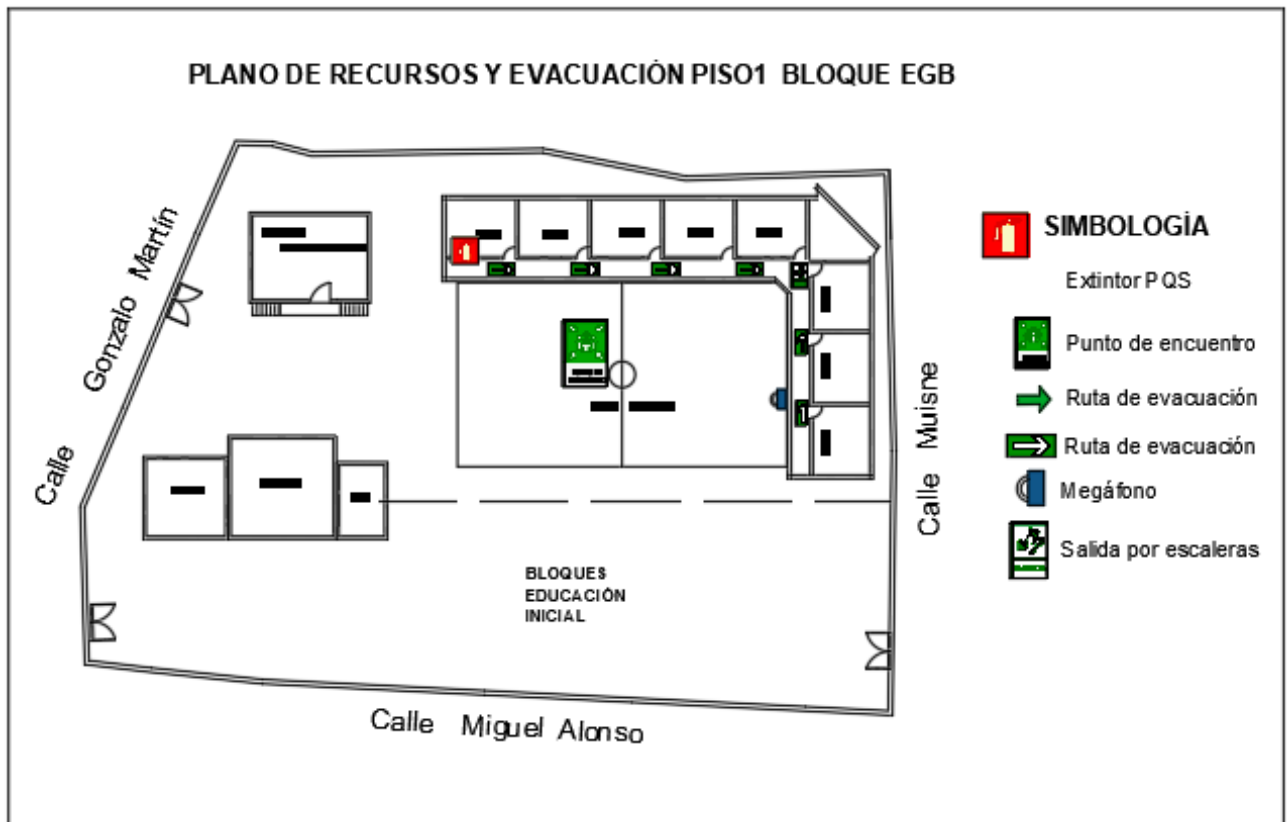 PLANO DE RECURSOS Y EVACUACIÓN PISO1 BLOQUE EGB
Calle Gonzalo Martín
Calle Muisne
Calle Miguel Alonso
BLOQUES
EDUCACIÓN
INICIAL
SIMBOLOGÍA
Extintor PQS
Punto de encuentro
Ruta de evacuación
Ruta de evacuación
Megáfono
Salida por escaleras